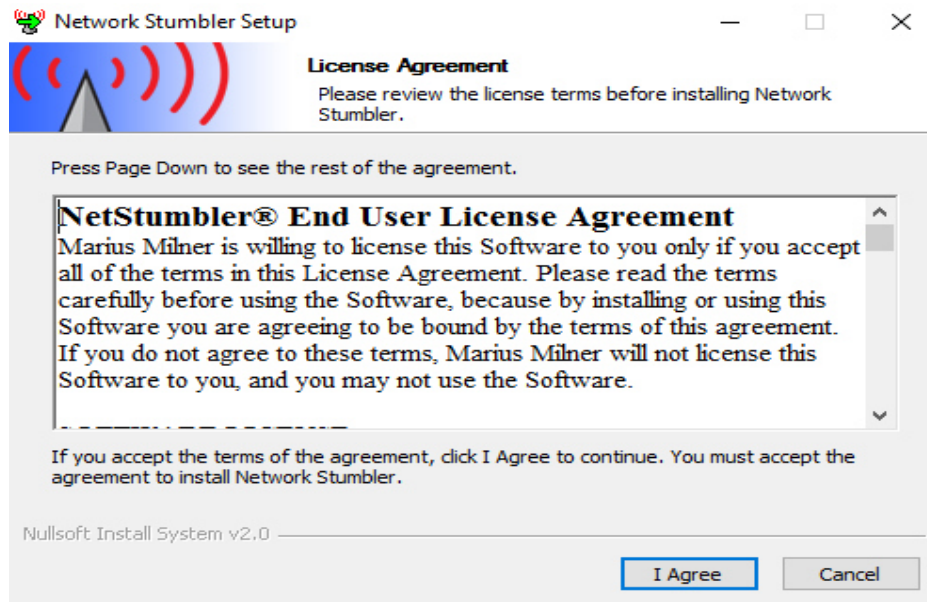 Network Stumbler Setup
License Agreement
Please review the license terms before installing Network
Stumbler.
Press Page Down to see the rest of the agreement.
NetStumbler® End User License Agreement
Marius Milner is willing to license this Software to you only if you accept
all of the terms in this License Agreement. Please read the terms
carefully before using the Software, because by installing or using this
Software you are agreeing to be bound by the terms of this agreement.
If you do not agree to these terms, Marius Milner will not license this
Software to you, and you may not use the Software.
If you accept the terms of the agreement, click I Agree to continue. You must accept the
agreement to install Network Stumbler.
Nullsoft Install System v2.0
I Agree
Cancel